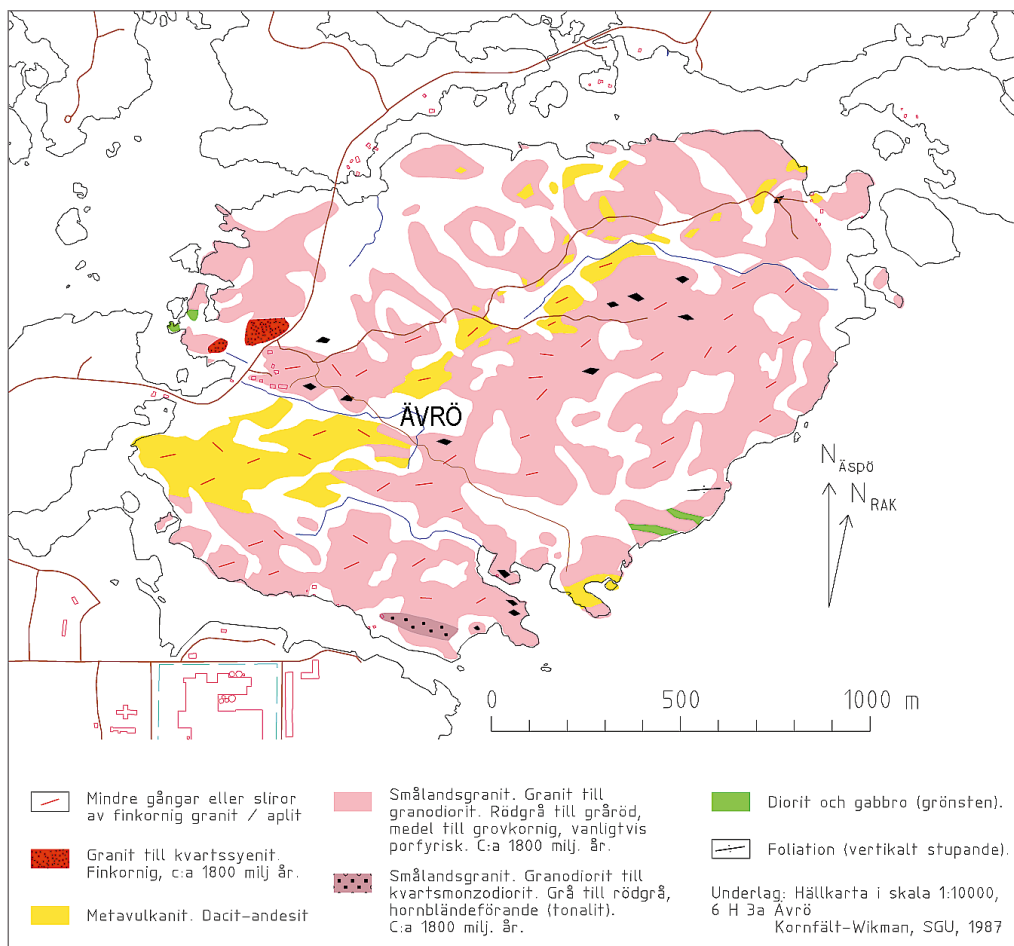 ÄVRÖ
N Äspö
N RAK
0 500 1000 m
Mindre gångar eller sliror
av finkornig granit / aplit
Granit till kvartssyenit.
Finkornig, c:a 1800 milj år.
Metavulkanit. Dacit-andesit
Smålandsgranit. Granit till
granodiorit. Rödgrå till gråröd,
medel till grovkornig, vanligtvis
porfyrisk. C:a 1800 milj. år.
Smålandsgranit. Granodiorit till
kvartsmonzodiorit. Grå till rödgrå,
hornbländeförande (tonalit).
C:a 1800 milj. år.
Diorit och gabbro (grönsten).
Foliation (vertikalt stupande).
Underlag: Hällkarta i skala 1:10000,
6 H 3a Ävrö
Kornfält-Wikman, SGU, 1987